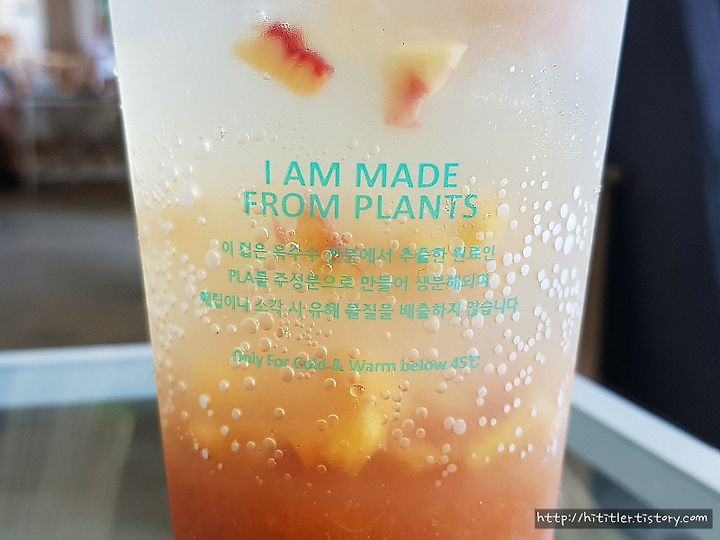 I AM MADE
FROM PLANTS
이 컵은 옥수수 전분에서 추출한 원료인
PLA를 주성분으로 만들어 생분해되며
매립이나 소각 시 유해 물질을 배출하지 않습니다
Only For Cold & Warm below 45℃
http://hititler.tistory.com